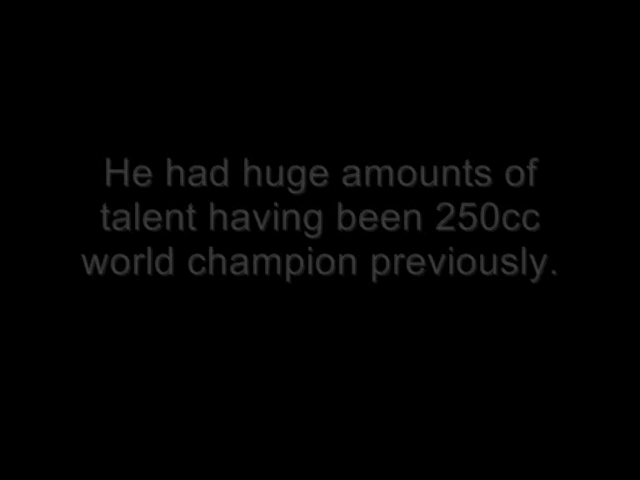 He had huge amounts of
talent having been 250cc
world champion previously.